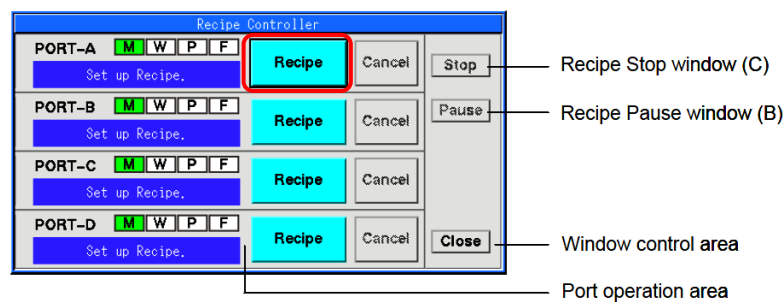 Recipe Controller
PORT-A M W P F
Set up Recipe.
Recipe Cancel
Stop
Recipe Stop window (C)
PORT-B M W P F
Set up Recipe.
Recipe Cancel
Pause
Recipe Pause window (B)
PORT-C M W P F
Set up Recipe.
Recipe Cancel
PORT-D M W P F
Set up Recipe.
Recipe Cancel
Close
Window control area
Port operation area